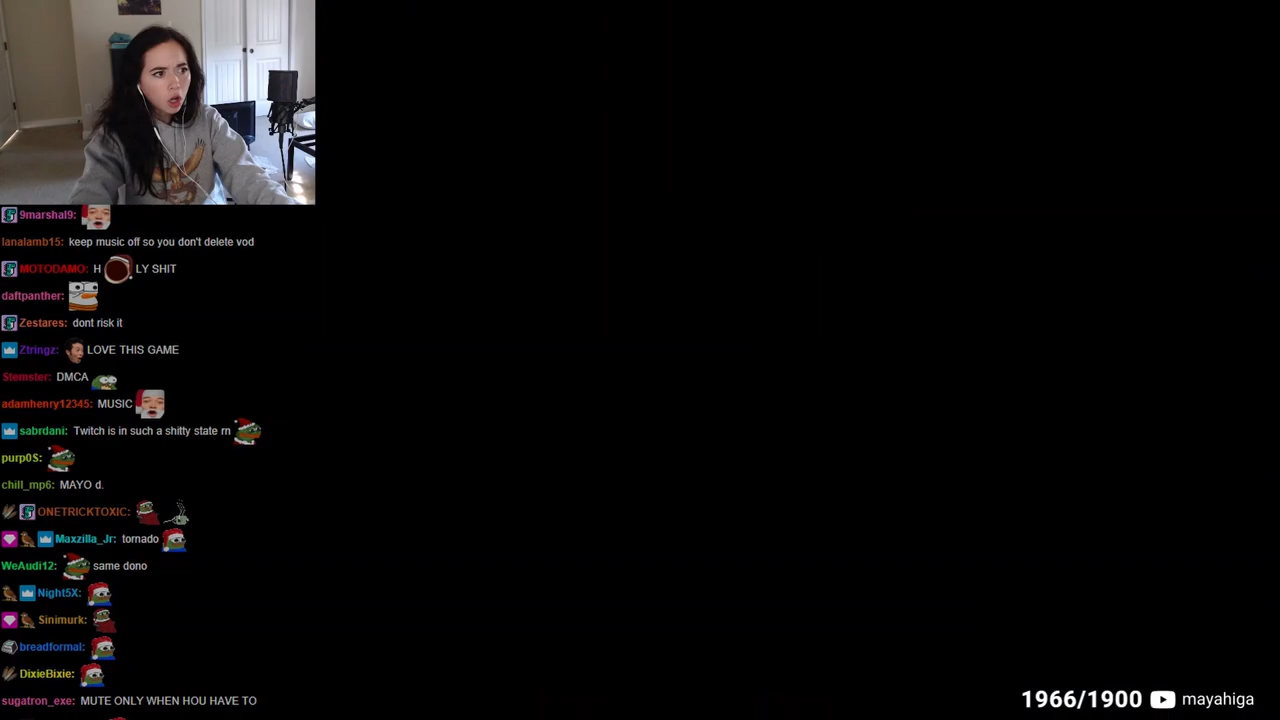 9marshal9:
lanalamb15: keep music off so you don't delete vod
MOTODAMO: H LY SHIT
daftpanther:
Zestares: dont risk it
Ztringz: LOVE THIS GAME
Stemster: DMCA
adamhenry12345: MUSIC
sabrdani: Twitch is in such a shitty state rn
purp0S:
chill_mp6: MAYO d.
ONETRICKTOXIC:
Maxzilla_Jr: tornado
WeAudi12: same dono
Night5X:
Sinimurk:
breadformal:
DixieBixie:
sugatron_exe: MUTE ONLY WHEN HOU HAVE TO
1966/1900 mayahiga